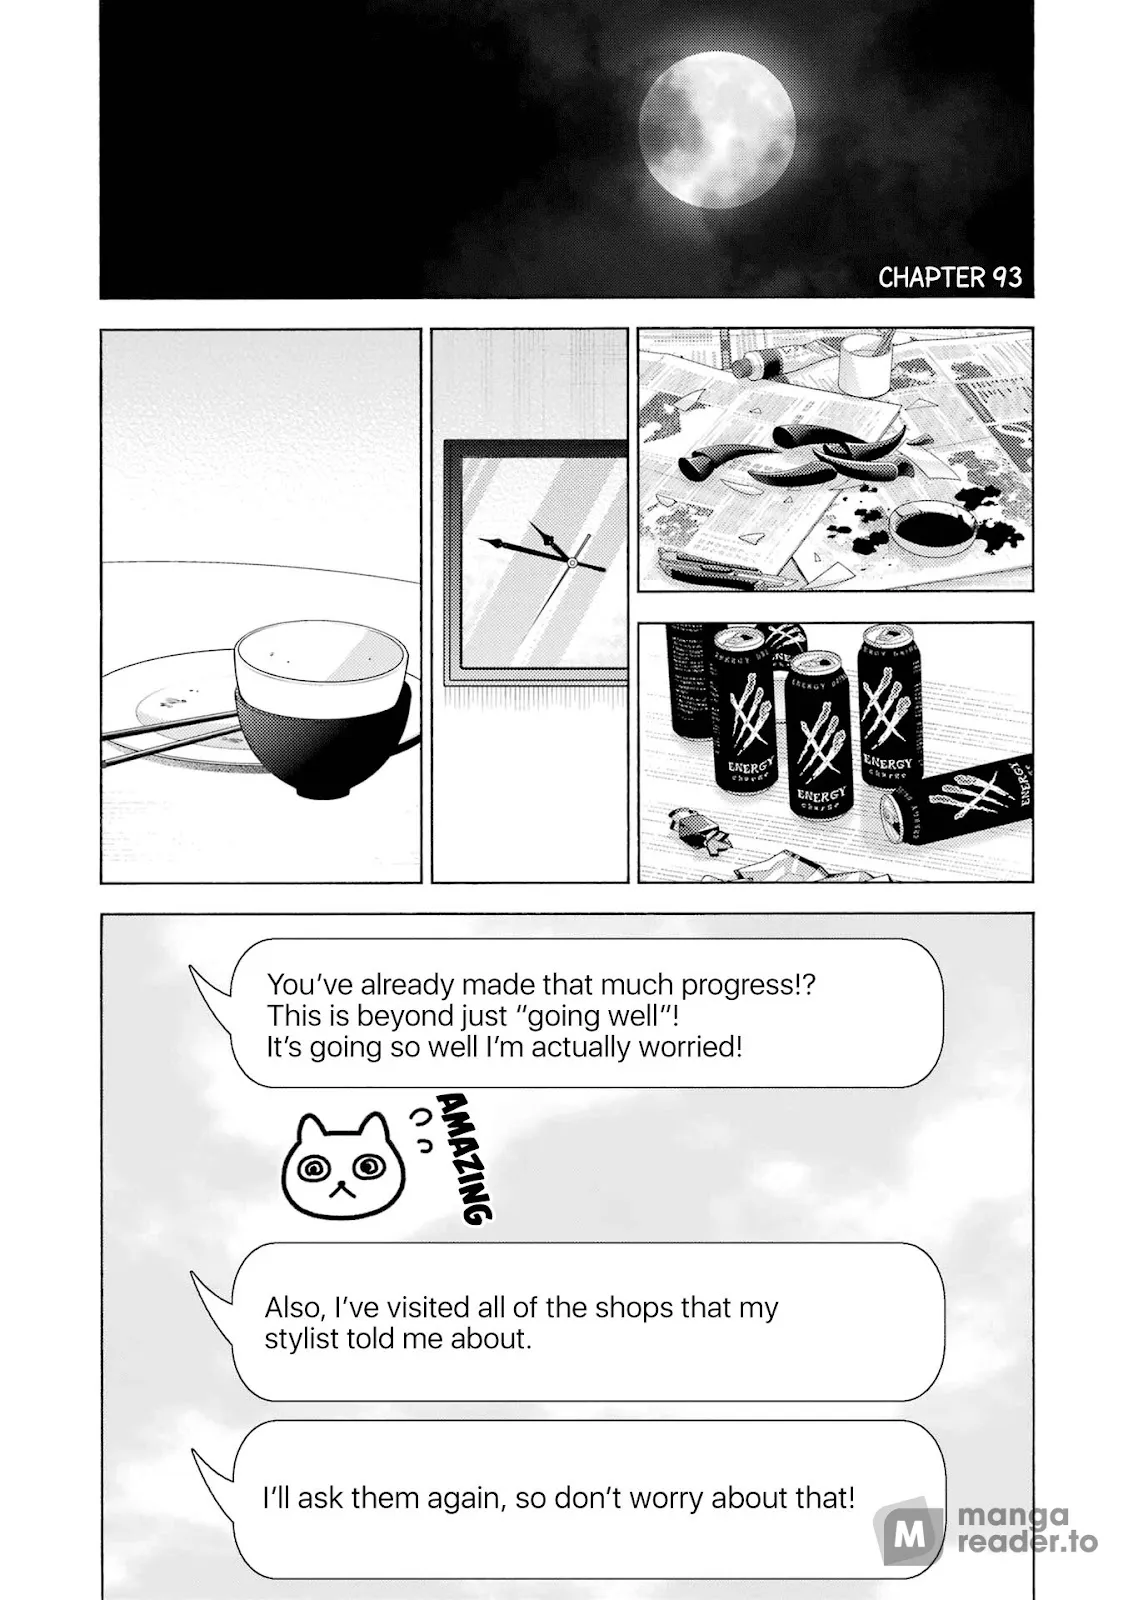 CHAPTER 93
ENERGY
ENERGY
charge
ENERGY
charge
ENERGY
You've already made that much progress!?
This is beyond just "going well"!
It's going so well I'm actually worried!
AMAZING
Also, I've visited all of the shops that my
stylist told me about.
I'll ask them again, so don't worry about that!
M manga
reader.to